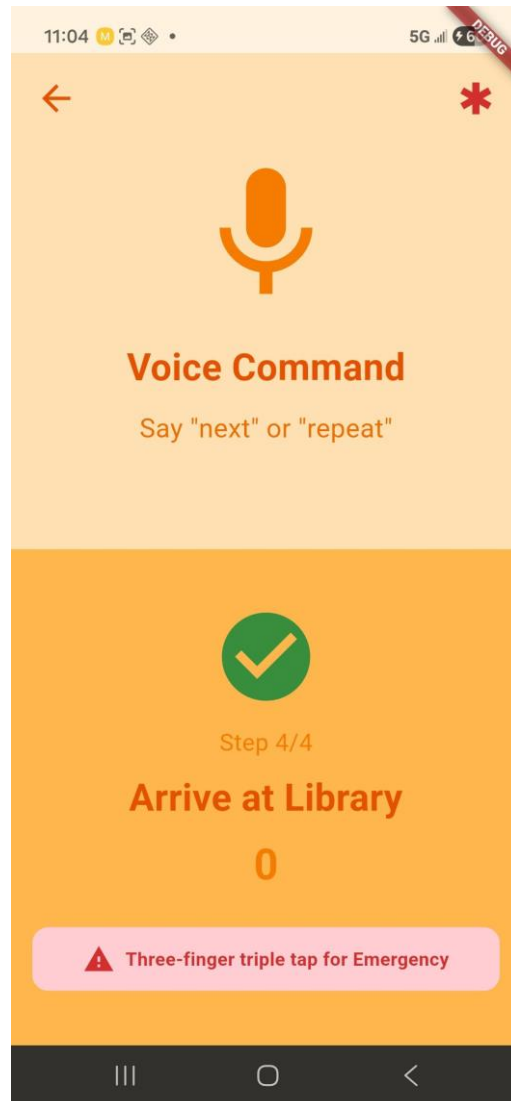 11:04 M
5G
DEBUG
Voice Command
Say "next" or "repeat"
Step 4/4
Arrive at Library
0
Three-finger triple tap for Emergency